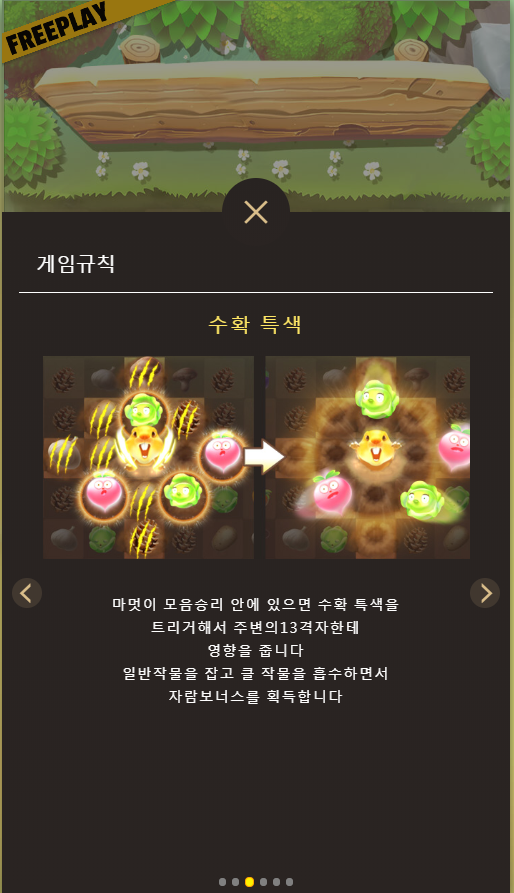 FREEPLAY
게임규칙
수확 특색
마멋이 모음승리 안에 있으면 수확 특색을
트리거해서 주변의13격자한테
영향을 줍니다
일반작물을 잡고 클 작물을 흡수하면서
자람보너스를 획득합니다